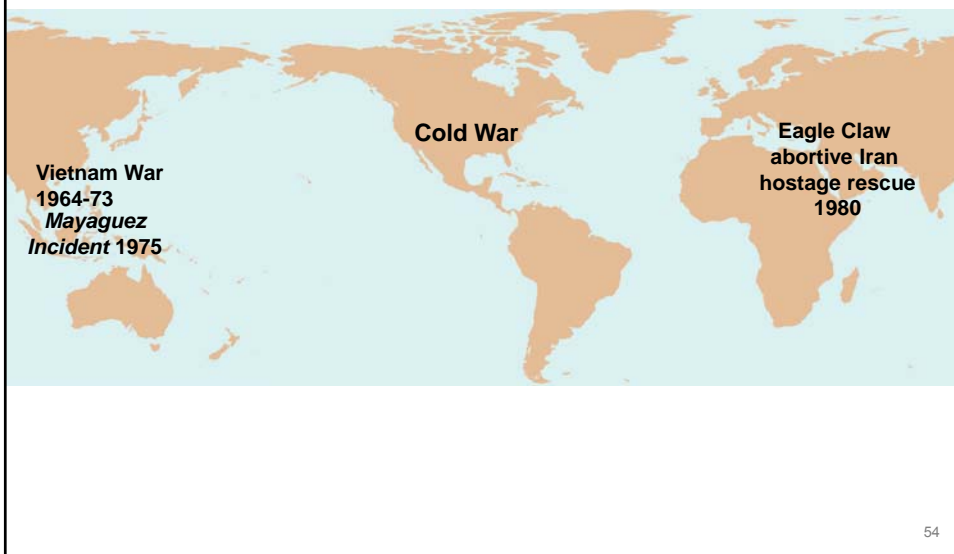 Cold War
Vietnam War
1964-73
Mayaguez
Incident 1975
Eagle Claw
abortive Iran
hostage rescue
1980
54